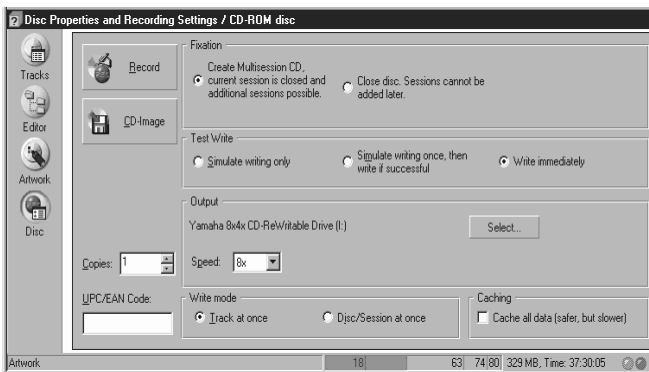 Disc Properties and Recording Settings / CD-ROM disc
Tracks
Editor
Artwork
Disc
Record
CD-Image
Copies: 1
UPC/EAN Code:
Fixation
Create Multisession CD,
current session is closed and
additional sessions possible.
Close disc. Sessions cannot be
added later.
Test Write
Simulate writing only
Simulate writing once, then
write if successful
Write immediately
Output
Yamaha 8x4x CD-ReWritable Drive (I:)
Select...
Speed: 8x
Write mode
Track at once
Disc/Session at once
Caching
Cache all data (safer, but slower)
Artwork
18 63 74 80 329 MB, Time: 37:30:05